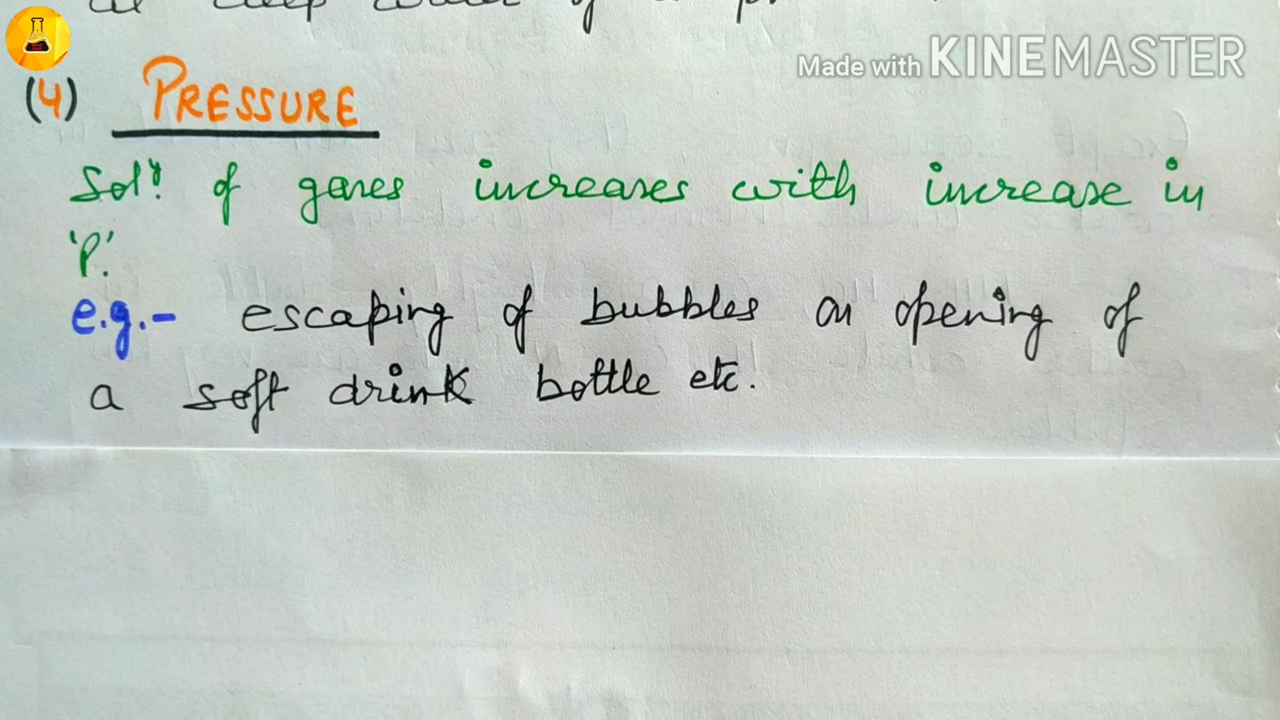 Made with KINEMASTER
(4) PRESSURE
Soly. of gases increases with increase in
'P'.
e.g.- escaping of bubbles on opening of
a soft drink bottle etc.